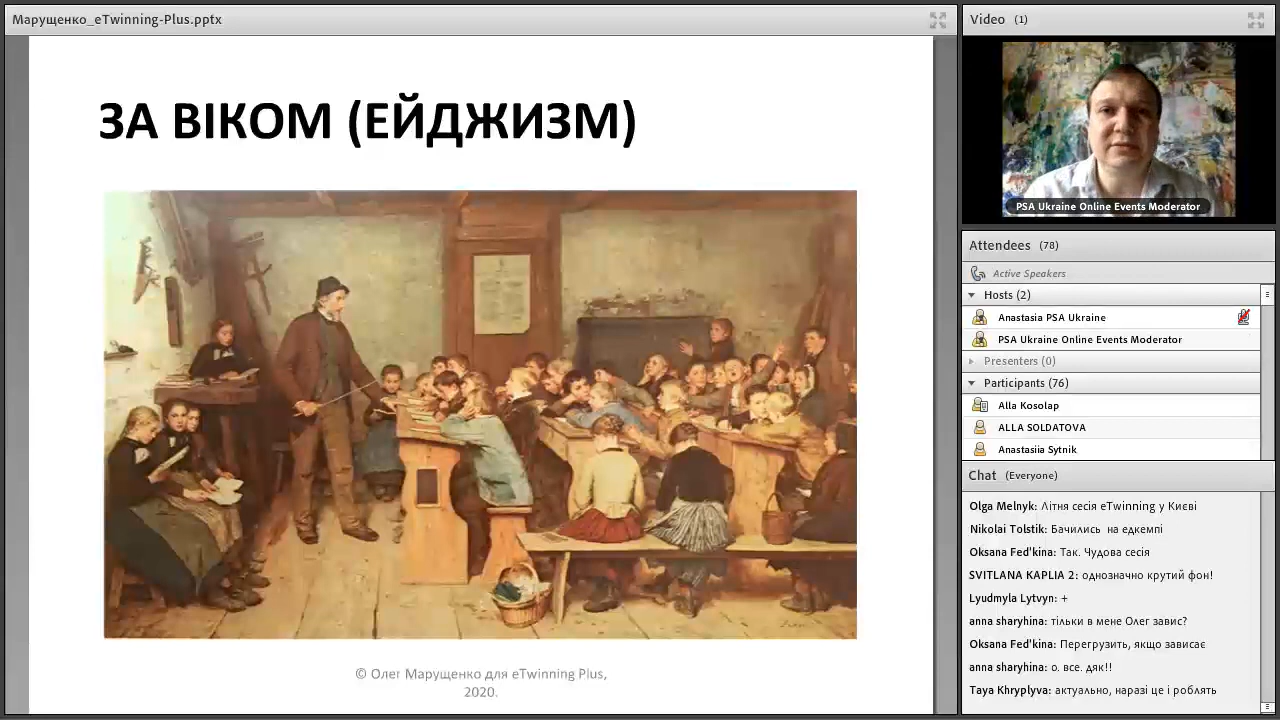 Марущенко_eTwinning-Plus.pptx
ЗА ВІКОМ (ЕЙДЖИЗМ)
© Олег Марущенко для eTwinning Plus,
2020.
Video (1)
PSA Ukraine Online Events Moderator
Attendees (78)
Active Speakers
Hosts (2)
Anastasia PSA Ukraine
PSA Ukraine Online Events Moderator
Presenters (0)
Participants (76)
Alla Kosolap
ALLA SOLDATOVA
Anastasiia Sytnik
Chat (Everyone)
Olga Melnyk: Літня сесія eTwinning у Києві
Nikolai Tolstik: Бачились на едкемпі
Oksana Fed'kina: Так. Чудова сесія
SVITLANA KAPLIA 2: однозначно крутий фон!
Lyudmyla Lytvyn: +
anna sharyhina: тільки в мене Олег завис?
Oksana Fed'kina: Перегрузить, якщо зависає
anna sharyhina: о. все. дяк!!
Taya Khryplyva: актуально, наразі це і роблять